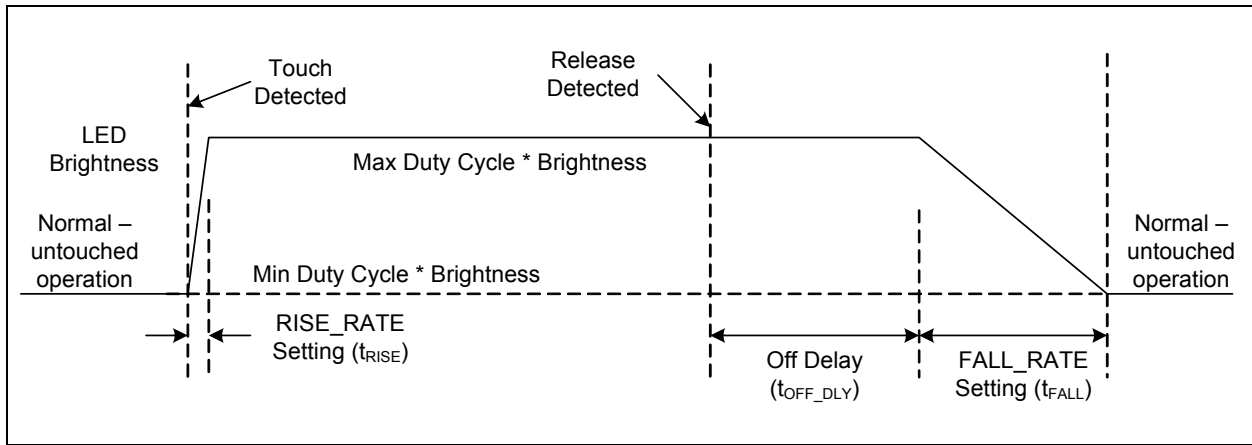 Touch
Detected
Release
Detected
LED
Brightness
Max Duty Cycle * Brightness
Normal –
untouched
operation
Min Duty Cycle * Brightness
Normal –
untouched
operation
RISE_RATE
Setting (tRISE)
Off Delay
(tOFF_DLY)
FALL_RATE
Setting (tFALL)